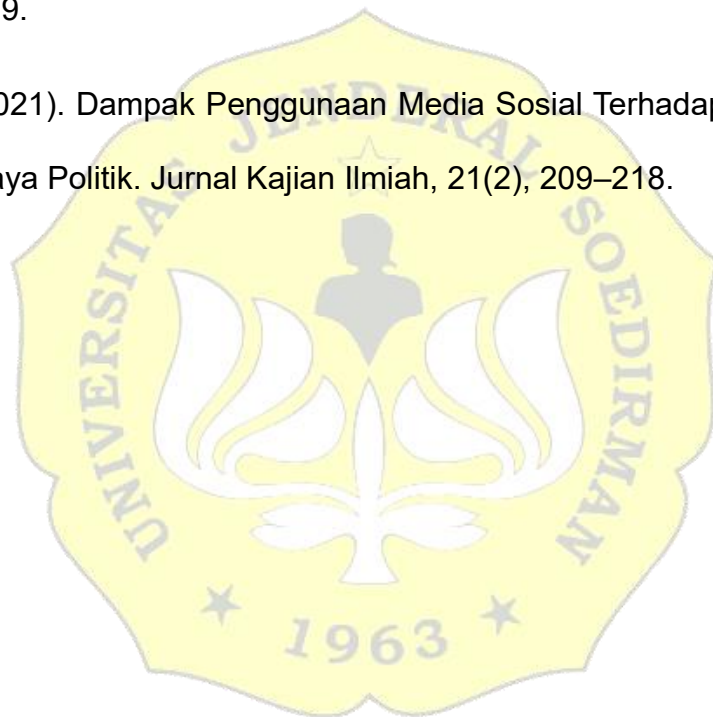 9.
021). Dampak Penggunaan Media Sosial Terhadap
aya Politik. Jurnal Kajian Ilmiah, 21(2), 209–218.
UNIVERSITAS JENDERAL SOEDIRMAN
1963